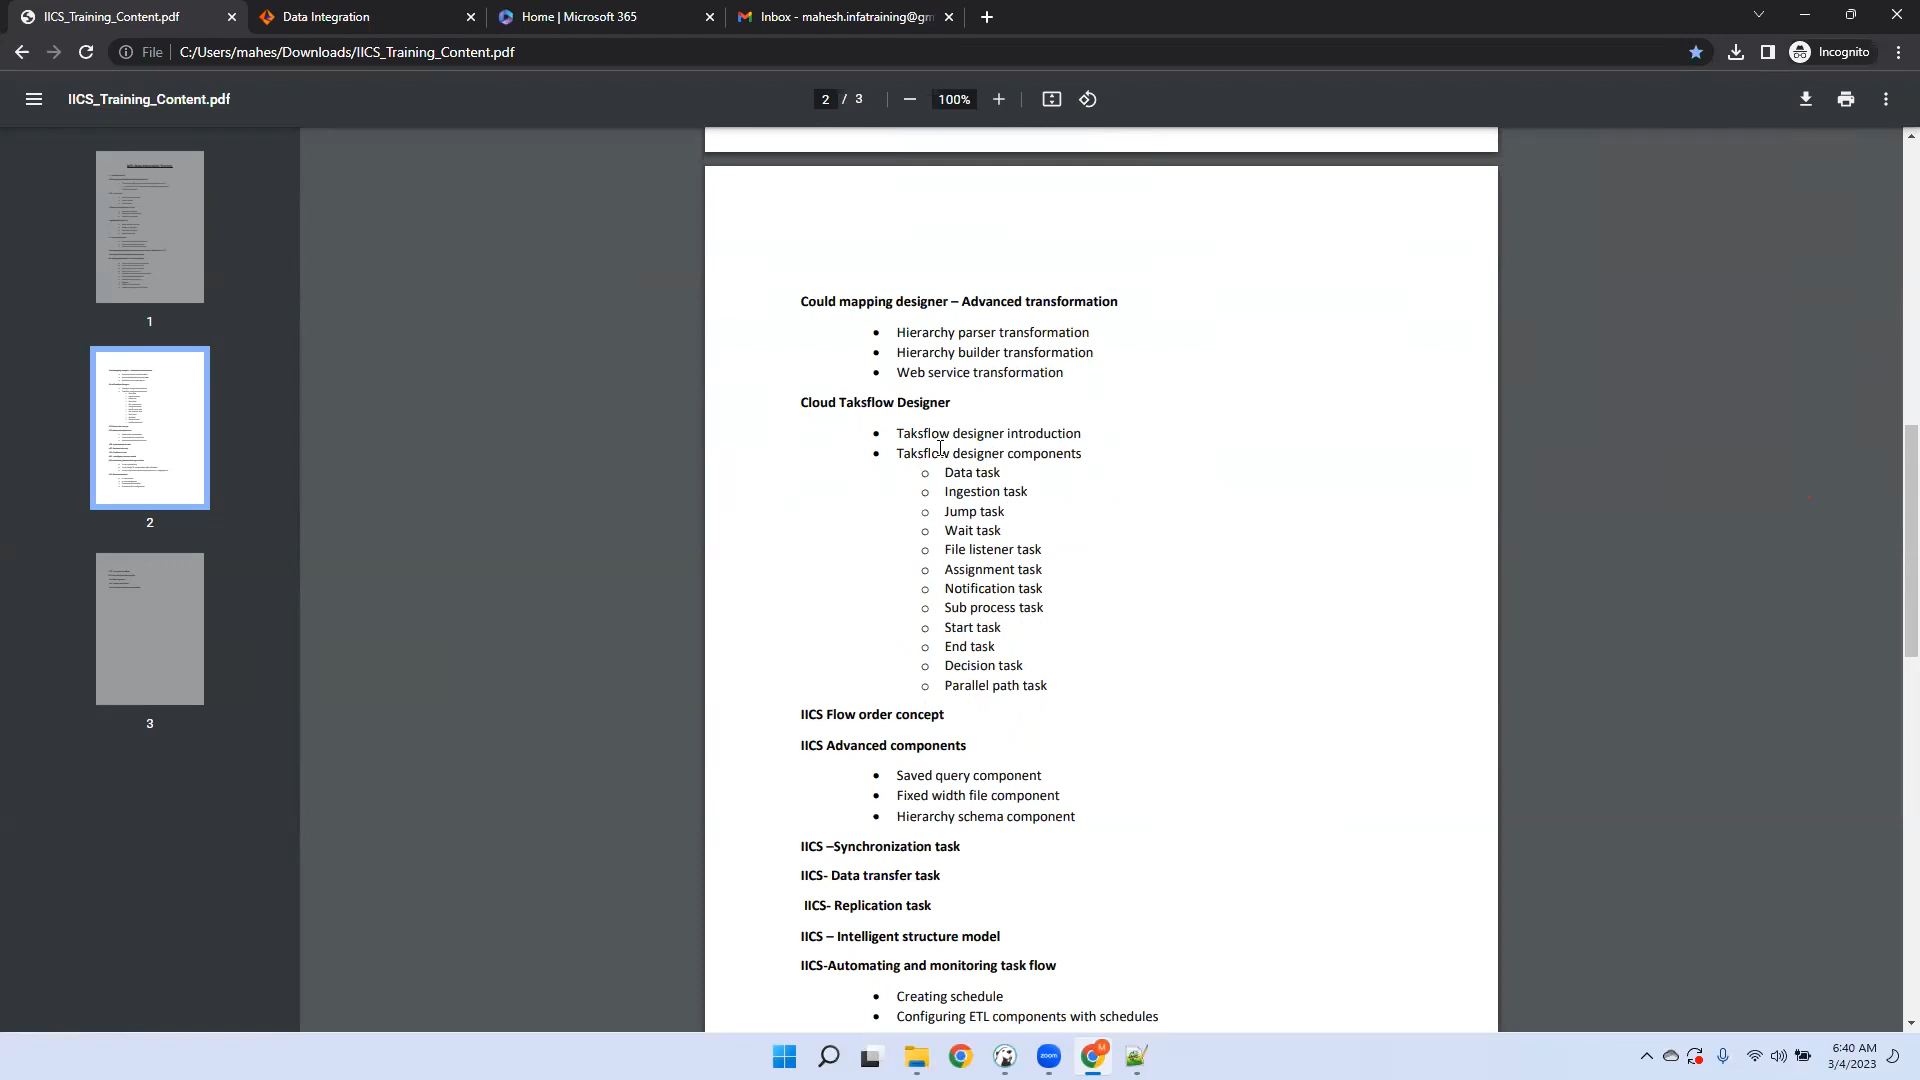 IICS_Training_Content.pdf
Data Integration
Home | Microsoft 365
Inbox - mahesh.infatraining@gm
File
C:/Users/mahes/Downloads/IICS_Training_Content.pdf
Incognito
IICS_Training_Content.pdf
2 / 3
100%
1
2
3
Could mapping designer – Advanced transformation
• Hierarchy parser transformation
• Hierarchy builder transformation
• Web service transformation
Cloud Taksflow Designer
• Taksflow designer introduction
• Taksflow designer components
o Data task
o Ingestion task
o Jump task
o Wait task
o File listener task
o Assignment task
o Notification task
o Sub process task
o Start task
o End task
o Decision task
o Parallel path task
IICS Flow order concept
IICS Advanced components
• Saved query component
• Fixed width file component
• Hierarchy schema component
IICS –Synchronization task
IICS- Data transfer task
IICS- Replication task
IICS – Intelligent structure model
IICS-Automating and monitoring task flow
• Creating schedule
• Configuring ETL components with schedules
zoom
M
6:40 AM
3/4/2023